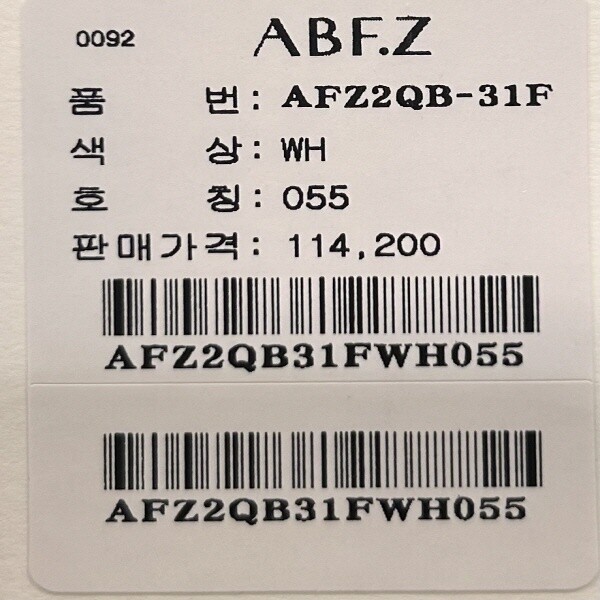 0092 ABF.Z
품 번: AFZ2QB-31F
색 상: WH
호 칭: 055
판매가격: 114,200
AFZ2QB31FWH055
AFZ2QB31FWH055